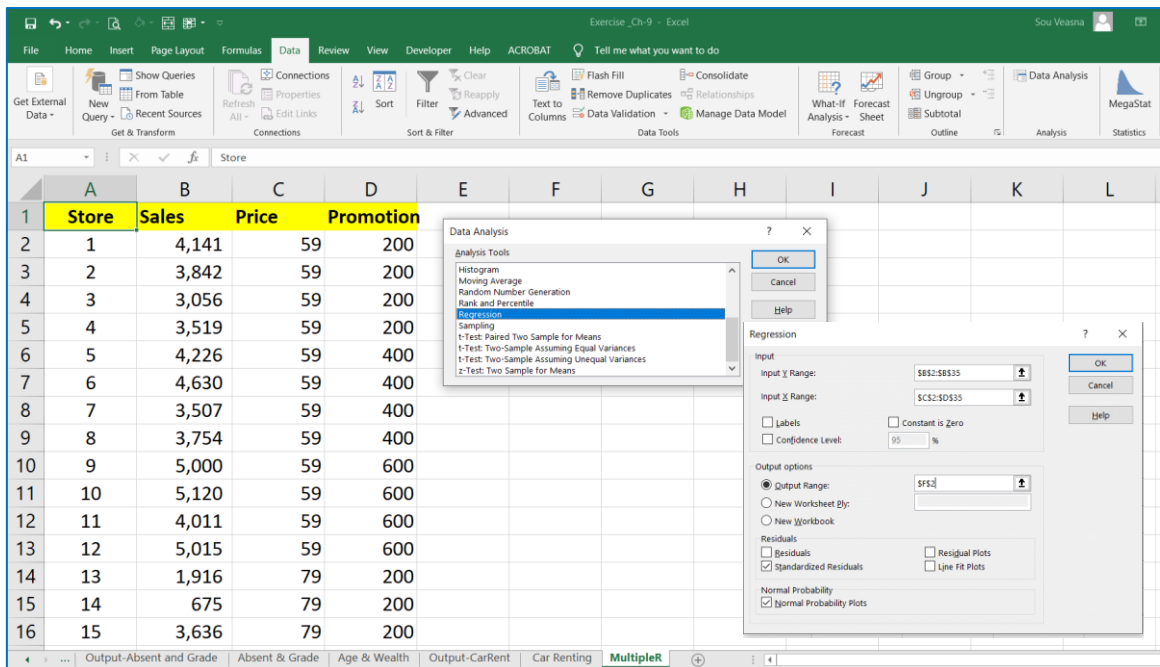 Exercise _Ch-9 - Excel
Sou Veasna
File Home Insert Page Layout Formulas Data Review View Developer Help ACROBAT Tell me what you want to do
Get External Data
New Query
Show Queries
From Table
Recent Sources
Get & Transform
Refresh All
Connections
Properties
Edit Links
Connections
Sort
Filter
Clear
Reapply
Advanced
Sort & Filter
Text to Columns
Flash Fill
Remove Duplicates
Data Validation
Consolidate
Relationships
Manage Data Model
Data Tools
What-If Analysis
Forecast Sheet
Forecast
Group
Ungroup
Subtotal
Outline
Data Analysis
Analysis
MegaStat
Statistics
A1 fx Store
A B C D E F G H I J K L
1 Store Sales Price Promotion
2 1 4,141 59 200
3 2 3,842 59 200
4 3 3,056 59 200
5 4 3,519 59 200
6 5 4,226 59 400
7 6 4,630 59 400
8 7 3,507 59 400
9 8 3,754 59 400
10 9 5,000 59 600
11 10 5,120 59 600
12 11 4,011 59 600
13 12 5,015 59 600
14 13 1,916 79 200
15 14 675 79 200
16 15 3,636 79 200
Data Analysis ?
Analysis Tools
Histogram
Moving Average
Random Number Generation
Rank and Percentile
Regression
Sampling
t-Test: Paired Two Sample for Means
t-Test: Two-Sample Assuming Equal Variances
t-Test: Two-Sample Assuming Unequal Variances
z-Test: Two Sample for Means
OK
Cancel
Help
Regression ?
Input
Input Y Range: $B$2:$B$35
Input X Range: $C$2:$D$35
Labels Constant is Zero
Confidence Level: 95 %
Output options
Output Range: $F$2
New Worksheet Ply:
New Workbook
Residuals
Residuals Residual Plots
Standardized Residuals Line Fit Plots
Normal Probability
Normal Probability Plots
OK
Cancel
Help
... Output-Absent and Grade Absent & Grade Age & Wealth Output-CarRent Car Renting MultipleR